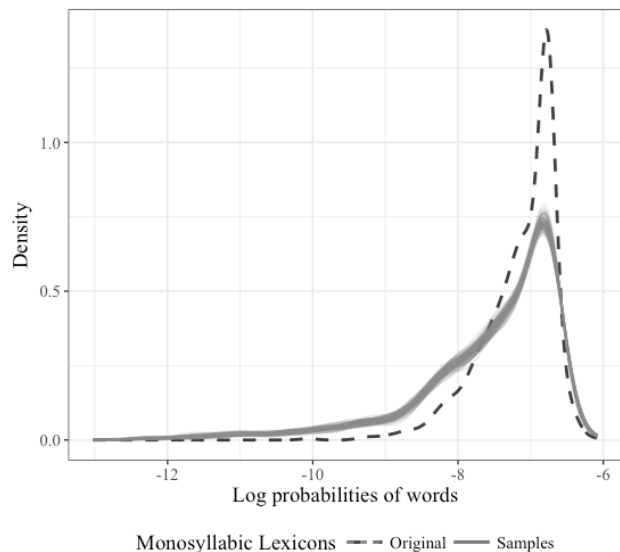 Density
1.0
0.5
0.0
-12 -10 -8 -6
Log probabilities of words
Monosyllabic Lexicons Original Samples